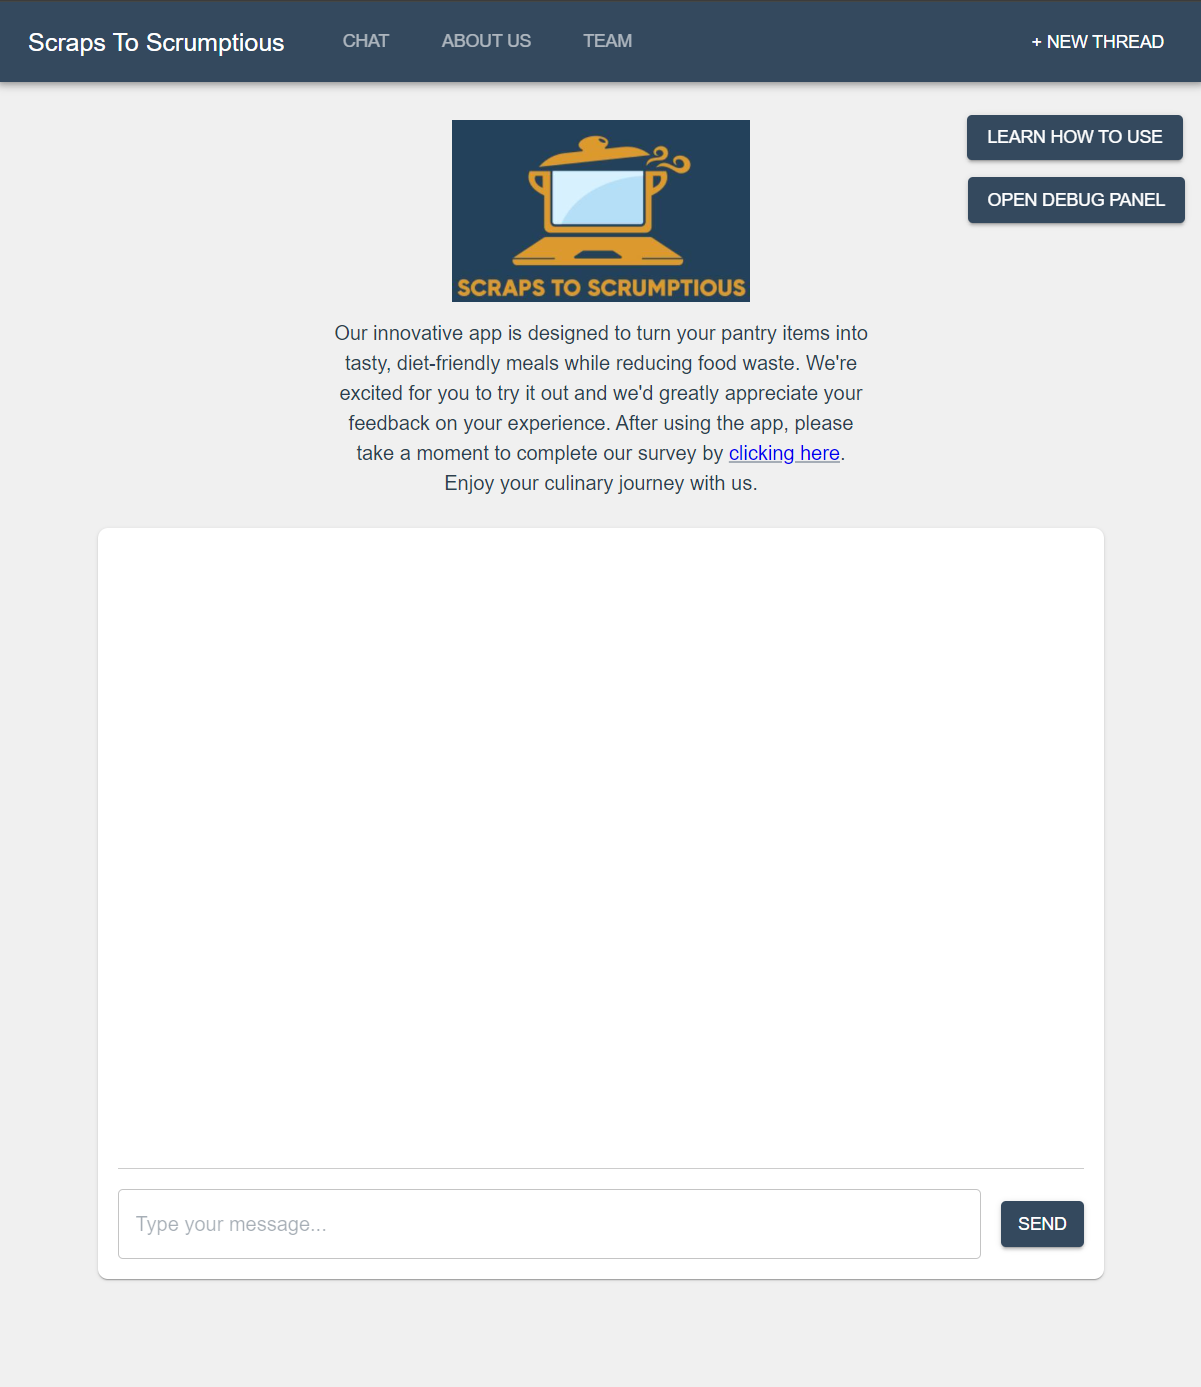 Scraps To Scrumptious CHAT ABOUT US TEAM + NEW THREAD
LEARN HOW TO USE
OPEN DEBUG PANEL
SCRAPS TO SCRUMPTIOUS
Our innovative app is designed to turn your pantry items into
tasty, diet-friendly meals while reducing food waste. We're
excited for you to try it out and we'd greatly appreciate your
feedback on your experience. After using the app, please
take a moment to complete our survey by clicking here.
Enjoy your culinary journey with us.
Type your message...
SEND